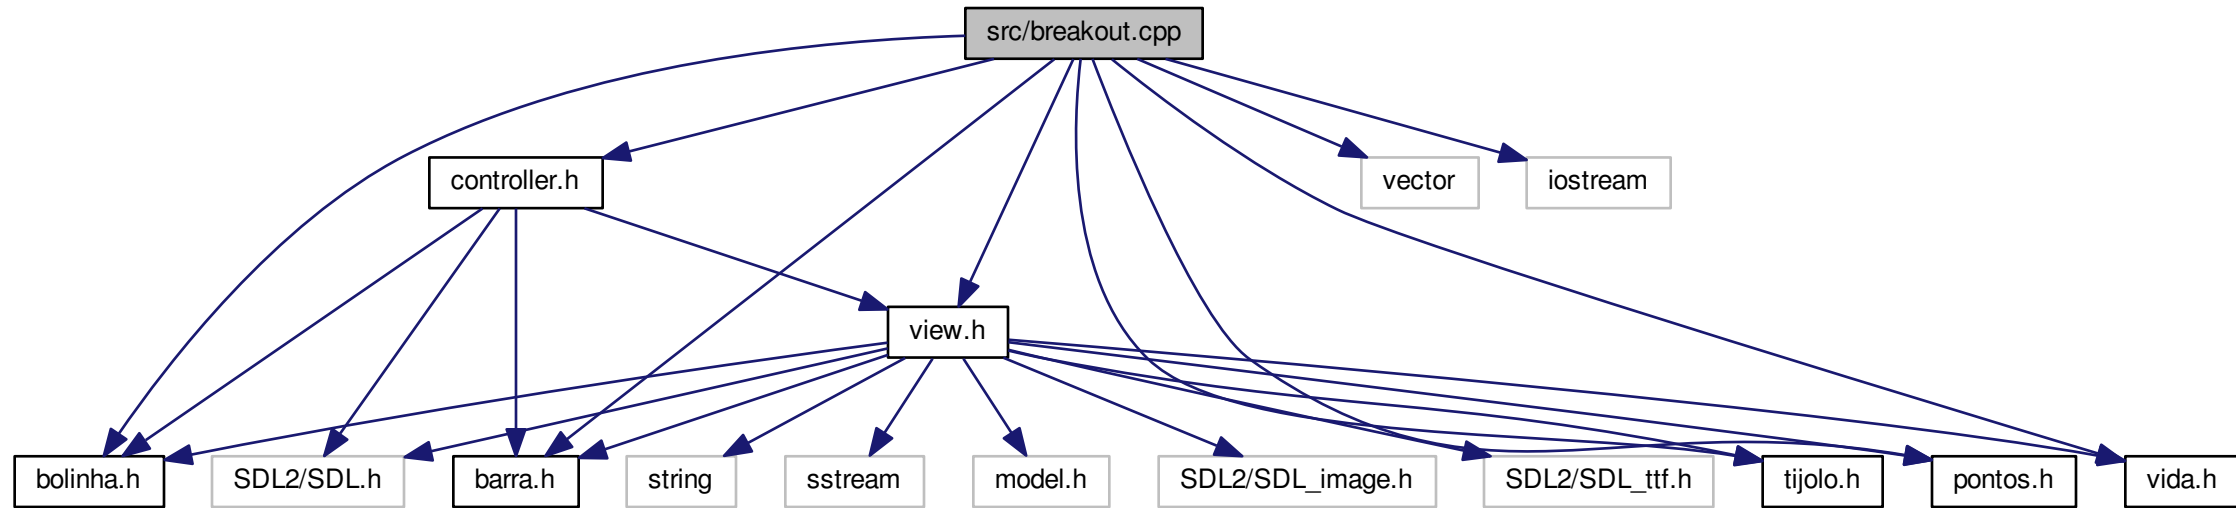 src/breakout.cpp
controller.h
vector
iostream
view.h
bolinha.h
SDL2/SDL.h
barra.h
string
sstream
model.h
SDL2/SDL_image.h
SDL2/SDL_ttf.h
tijolo.h
pontos.h
vida.h